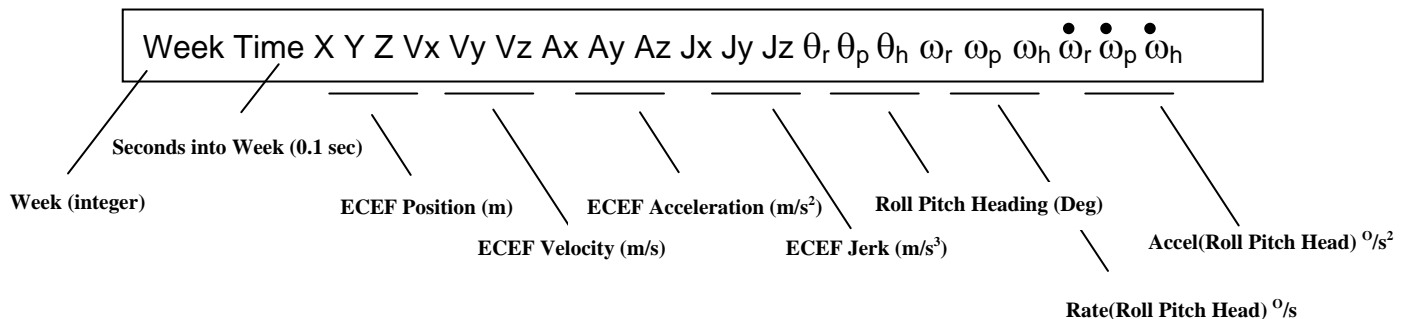 Week Time X Y Z Vx Vy Vz Ax Ay Az Jx Jy Jz θr θp θh ωr ωp ωh ω̇r ω̇p ω̇h
Seconds into Week (0.1 sec)
Week (integer)
ECEF Position (m)
ECEF Acceleration (m/s²)
Roll Pitch Heading (Deg)
ECEF Velocity (m/s)
ECEF Jerk (m/s³)
Accel(Roll Pitch Head) ᴼ/s²
Rate(Roll Pitch Head) ᴼ/s